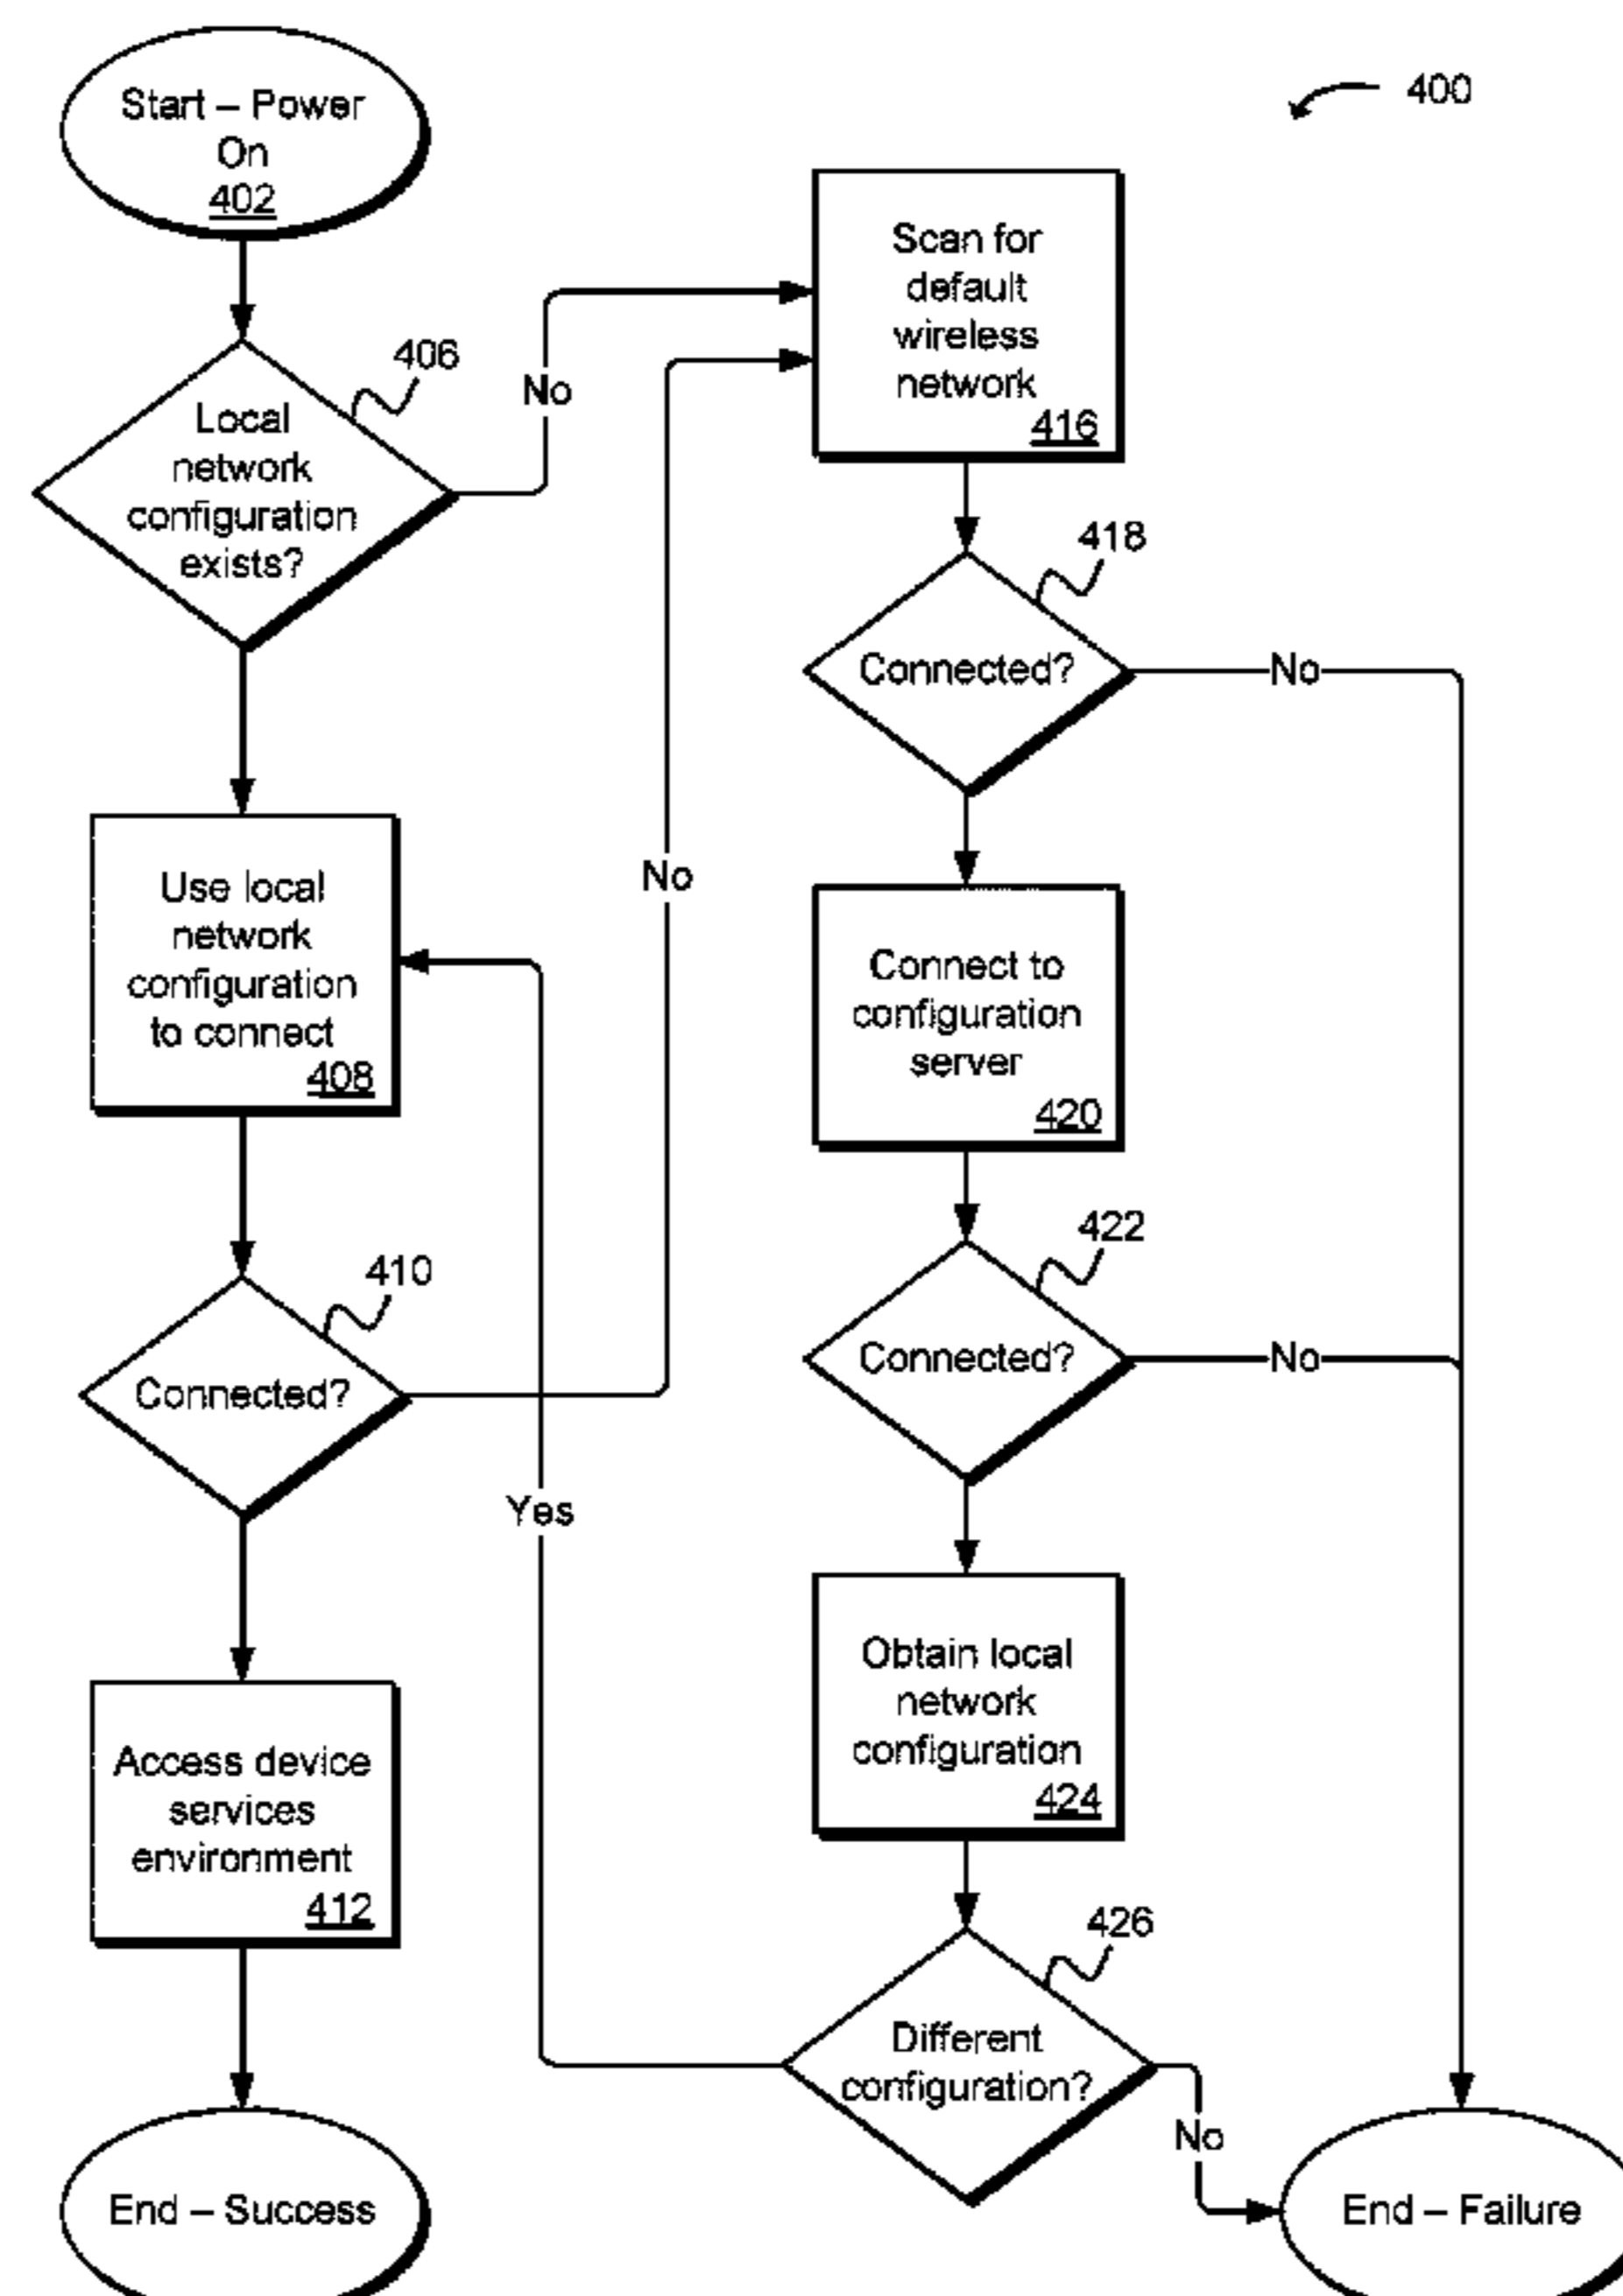 400
Start – Power
On
402
406
Local
network
configuration
exists?
No
Use local
network
configuration
to connect
408
410
Connected?
No
Access device
services
environment
412
End – Success
Scan for
default
wireless
network
416
418
Connected?
No
Connect to
configuration
server
420
422
Connected?
No
Obtain local
network
configuration
424
426
Different
configuration?
Yes
No
End – Failure